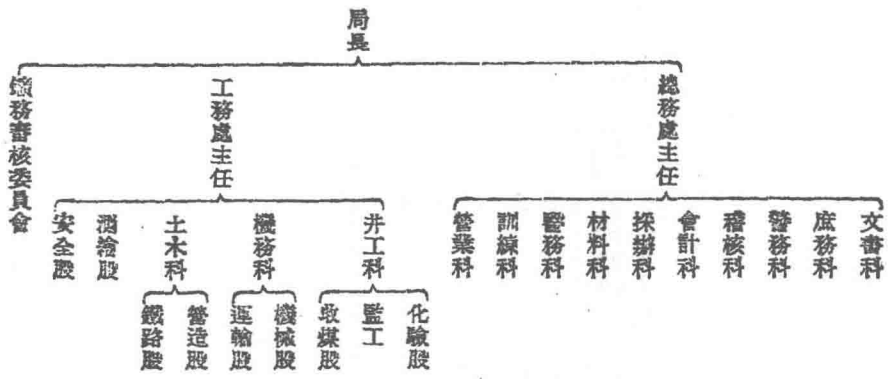 局長
總務處主任
工務處主任
鑛務審核委員會
文書科
庶務科
警務科
稽核科
會計科
採辦科
材料科
醫務科
訓練科
營業科
井工科
機務科
土木科
測繪股
安全股
化驗股
監工
收煤股
機械股
運輸股
營造股
鐵路股